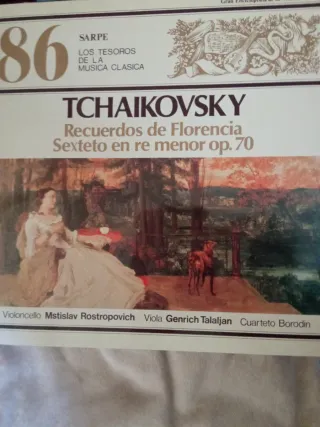 86
SARPE
LOS TESOROS
DE LA
MUSICA CLASICA
TCHAIKOVSKY
Recuerdos de Florencia
Sexteto en re menor op. 70
Violoncello Mstislav Rostropovich Viola Genrich Talaljan Cuarteto Borodin